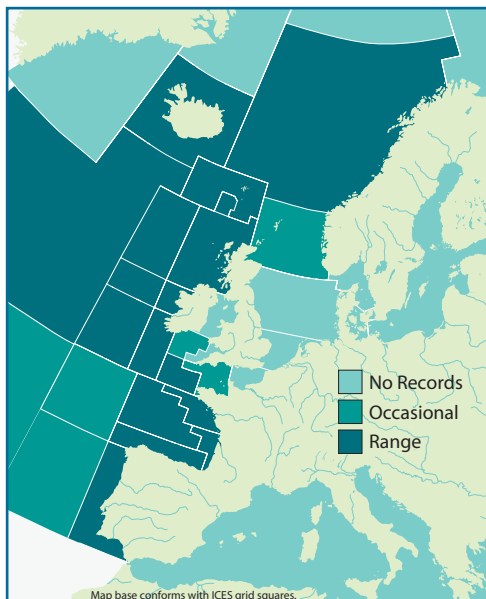 No Records
Occasional
Range
Map base conforms with ICES grid squares.